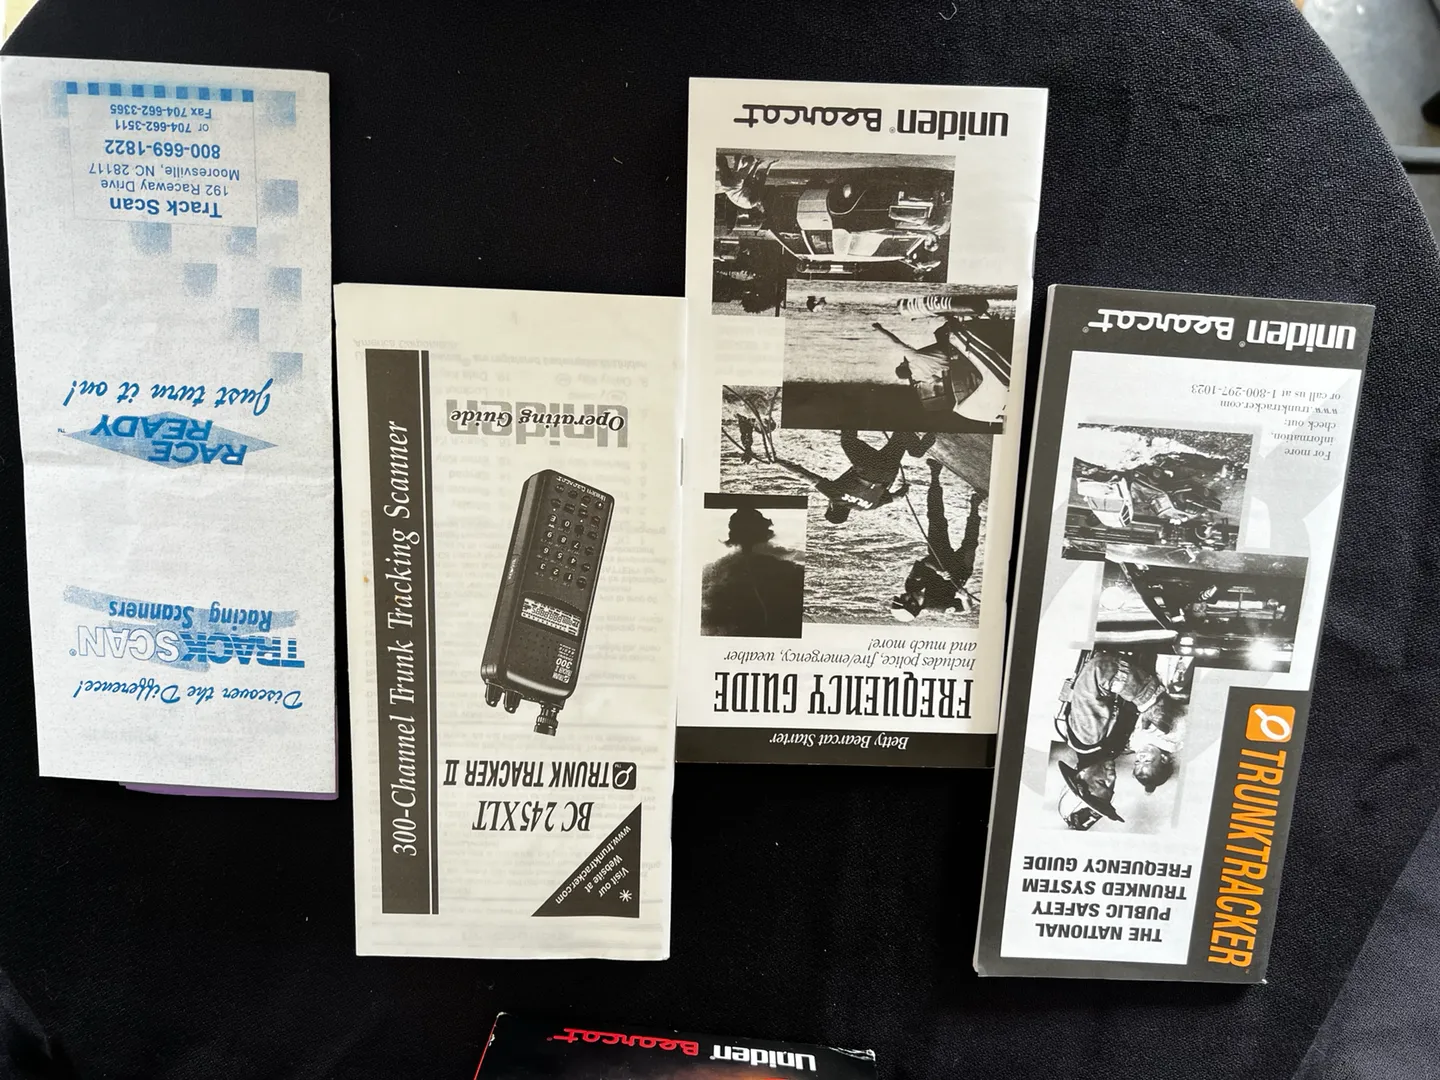 Discover the Difference!
TRACKSCAN®
Racing Scanners
RACE
READY™
Just turn it on!
Track Scan
192 Raceway Drive
Mooresville, NC 28117
800-669-1822
or 704-662-3511
Fax 704-662-3365
Visit our
Website at
www.trunktracker.com
BC 245XLT
TRUNK TRACKER II
300-Channel Trunk Tracking Scanner
300
Uniden
Operating Guide
Betty Bearcat Starter
FREQUENCY GUIDE
Includes police, fire/emergency, weather
and much more!
uniden® Bearcat
THE NATIONAL
PUBLIC SAFETY
TRUNKED SYSTEM
FREQUENCY GUIDE
TRUNKTRACKER™
For more
information,
check out:
www.trunktracker.com
or call us at 1-800-297-1023
uniden® Bearcat®
uniden® Bearcat®